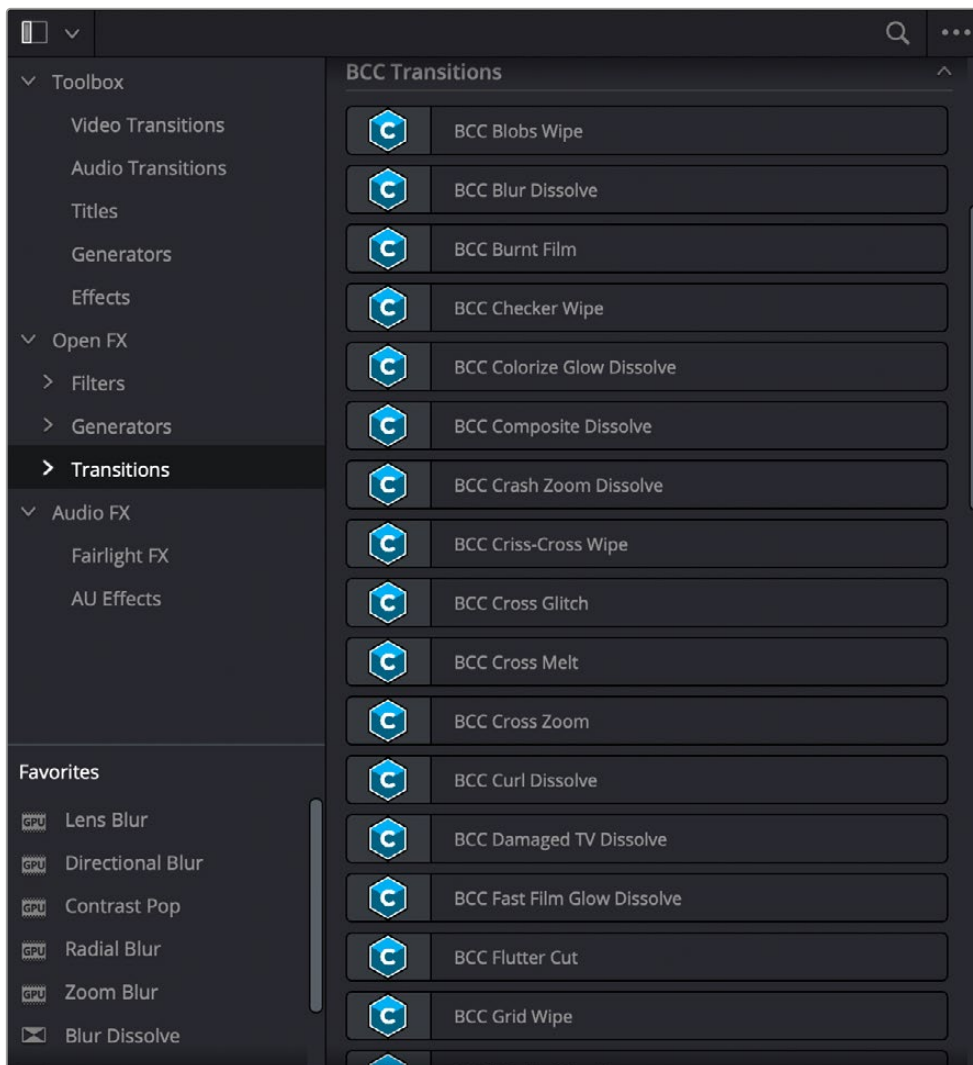 Toolbox
Video Transitions
Audio Transitions
Titles
Generators
Effects
Open FX
Filters
Generators
Transitions
Audio FX
Fairlight FX
AU Effects
Favorites
GPU Lens Blur
GPU Directional Blur
GPU Contrast Pop
GPU Radial Blur
GPU Zoom Blur
Blur Dissolve
BCC Transitions
C BCC Blobs Wipe
C BCC Blur Dissolve
C BCC Burnt Film
C BCC Checker Wipe
C BCC Colorize Glow Dissolve
C BCC Composite Dissolve
C BCC Crash Zoom Dissolve
C BCC Criss-Cross Wipe
C BCC Cross Glitch
C BCC Cross Melt
C BCC Cross Zoom
C BCC Curl Dissolve
C BCC Damaged TV Dissolve
C BCC Fast Film Glow Dissolve
C BCC Flutter Cut
C BCC Grid Wipe